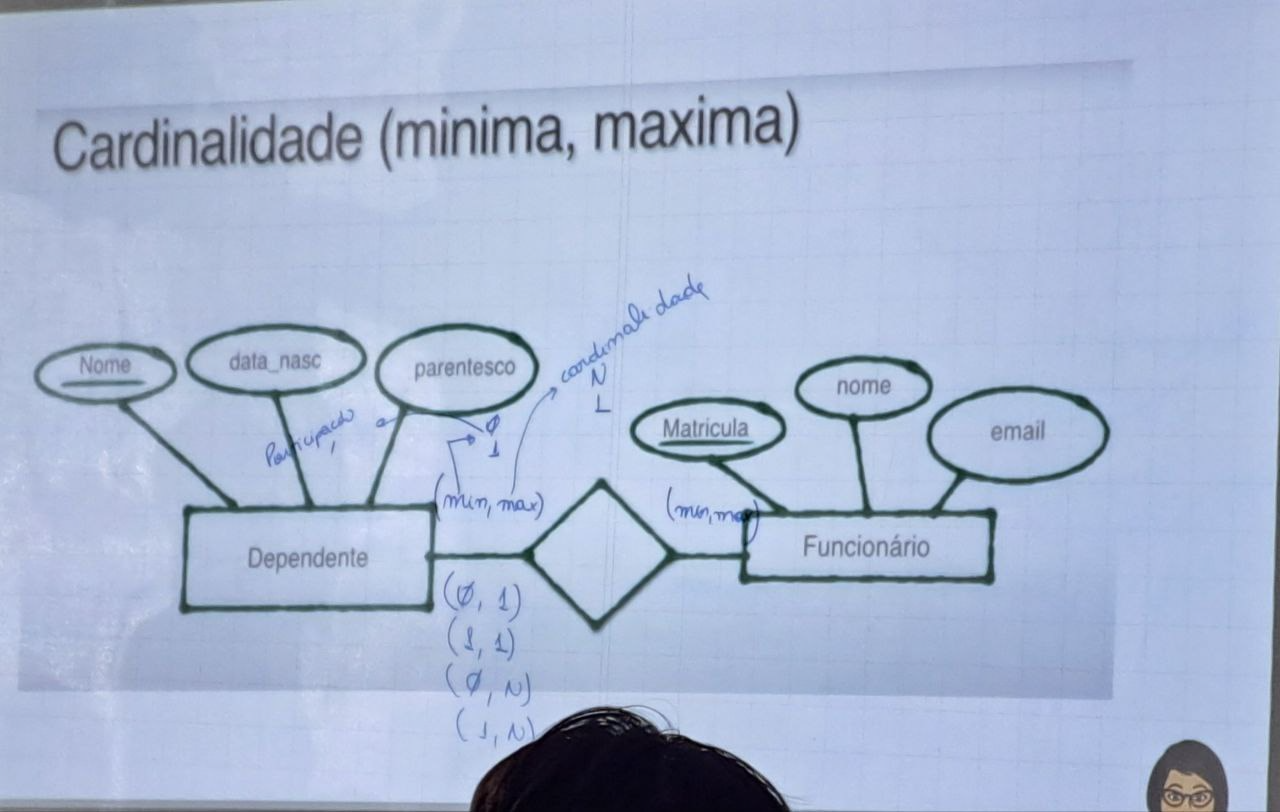 Cardinalidade (minima, maxima)
cardinalidade
N
1
Nome
data_nasc
parentesco
Participação
Ø
1
nome
Matricula
email
(min, max)
(min, max)
Dependente
Funcionário
(Ø, 1)
(1, 1)
(Ø, N)
(1, N)